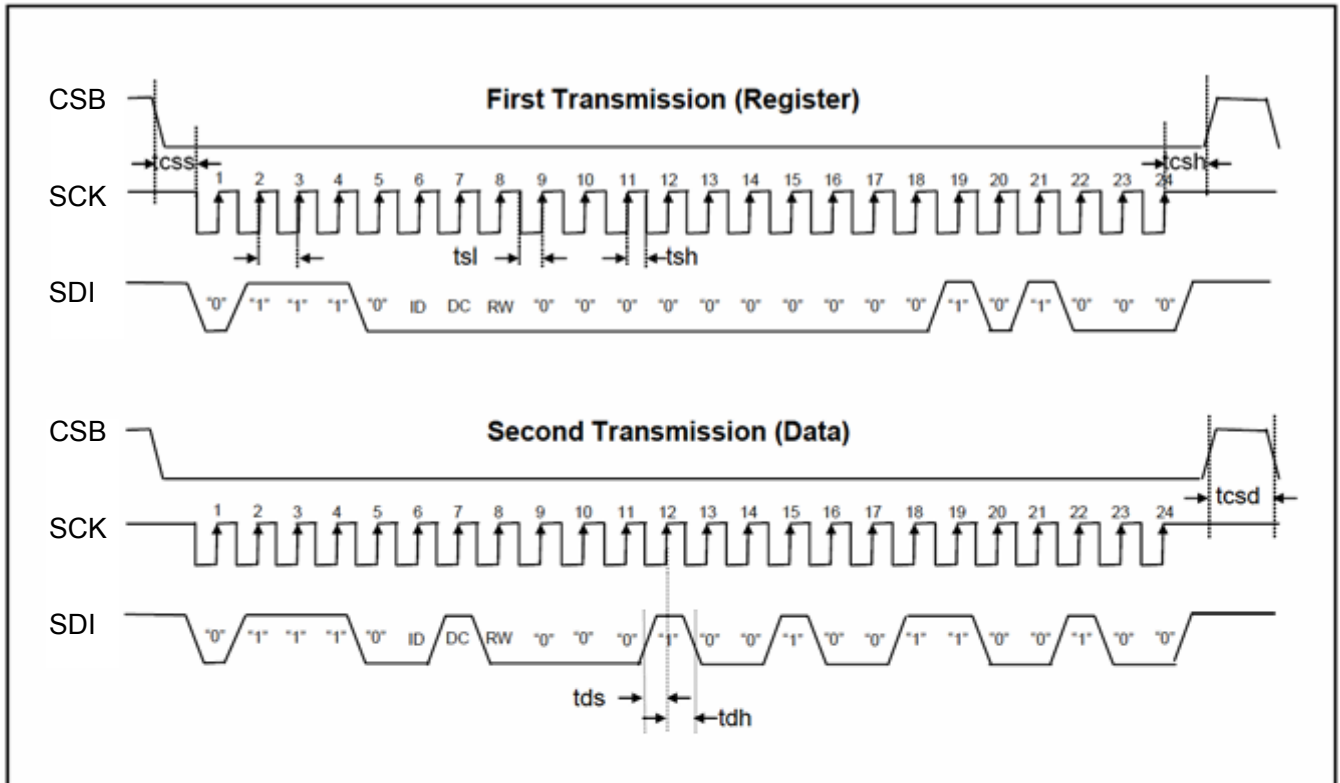 First Transmission (Register)
CSB
tcss
tcsh
1 2 3 4 5 6 7 8 9 10 11 12 13 14 15 16 17 18 19 20 21 22 23 24
SCK
tsl
tsh
SDI
"0" "1" "1" "1" "0" ID DC RW "0" "0" "0" "0" "0" "0" "0" "0" "0" "0" "1" "0" "1" "0" "0" "0"
Second Transmission (Data)
CSB
tcsd
1 2 3 4 5 6 7 8 9 10 11 12 13 14 15 16 17 18 19 20 21 22 23 24
SCK
SDI
"0" "1" "1" "1" "0" ID DC RW "0" "0" "0" "1" "0" "0" "1" "0" "0" "1" "1" "0" "0" "1" "0" "0"
tds
tdh